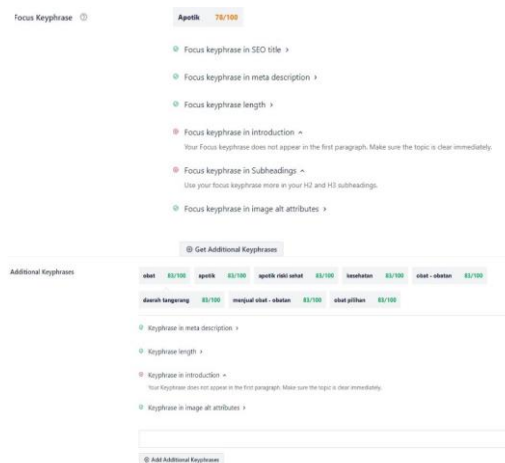 Focus Keyphrase
Apotik 78/100
Focus keyphrase in SEO title
Focus keyphrase in meta description
Focus keyphrase length
Focus keyphrase in introduction
Your Focus keyphrase does not appear in the first paragraph. Make sure the topic is clear immediately.
Focus keyphrase in Subheadings
Use your focus keyphrase more in your H2 and H3 subheadings.
Focus keyphrase in image alt attributes
Get Additional Keyphrases
Additional Keyphrases
obat 83/100 apotik 83/100 apotik rizki sehat 83/100 kesehatan 83/100 obat - obatan 83/100
daerah tangerang 83/100 menjual obat - obatan 83/100 obat pilihan 83/100
Keyphrase in meta description
Keyphrase length
Keyphrase in introduction
Your Keyphrase does not appear in the first paragraph. Make sure the topic is clear immediately.
Keyphrase in image alt attributes
Add Additional Keyphrases